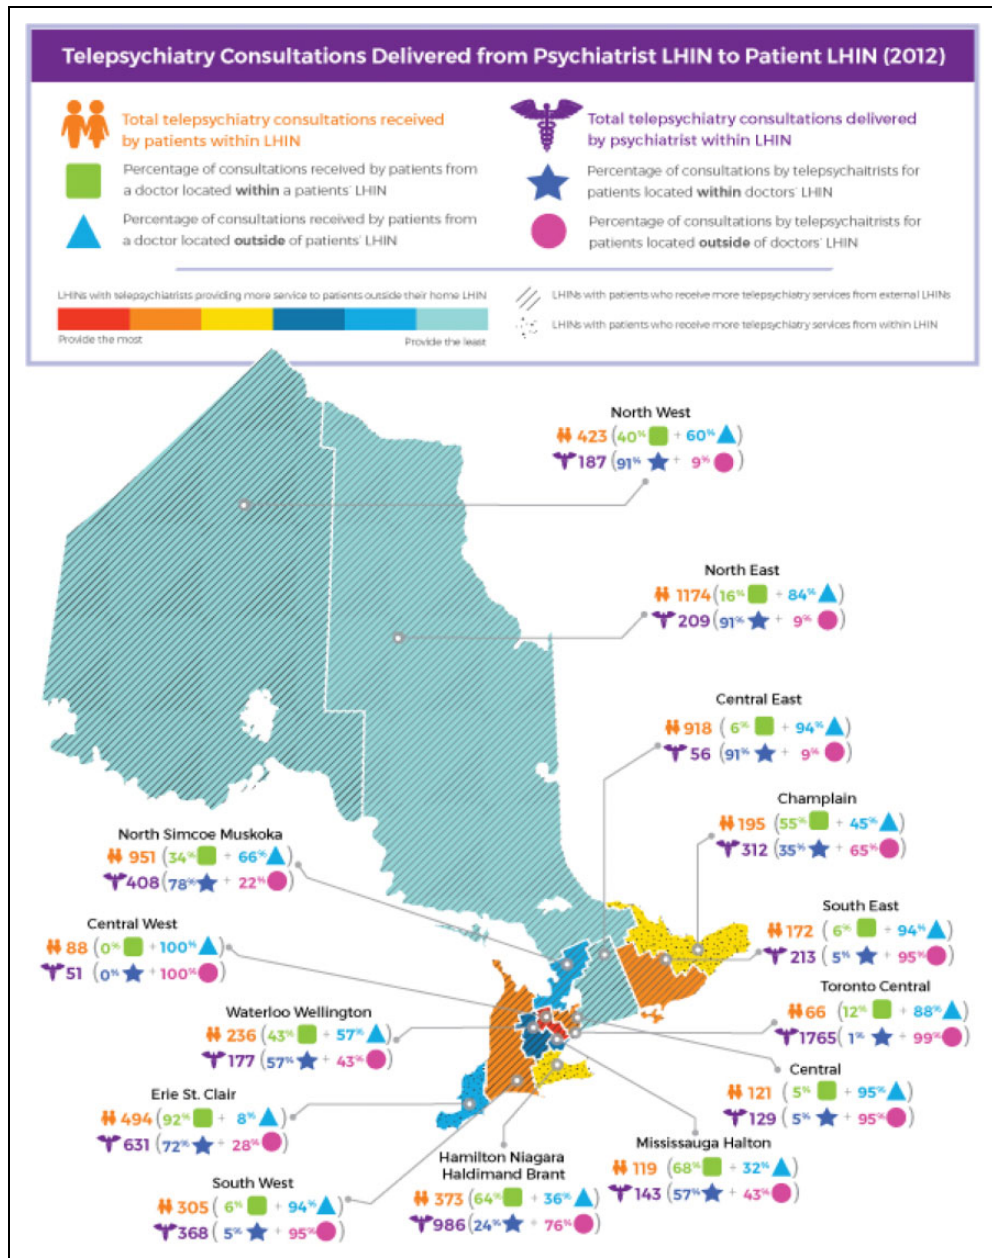 Telepsychiatry Consultations Delivered from Psychiatrist LHIN to Patient LHIN (2012)
Total telepsychiatry consultations received
by patients within LHIN
Percentage of consultations received by patients from
a doctor located within a patients' LHIN
Percentage of consultations received by patients from
a doctor located outside of patients' LHIN
Total telepsychiatry consultations delivered
by psychiatrist within LHIN
Percentage of consultations by telepsychaitrists for
patients located within doctors' LHIN
Percentage of consultations by telepsychaitrists for
patients located outside of doctors' LHIN
LHINs with telepsychiatrists providing more service to patients outside their home LHIN
Provide the most
Provide the least
LHINs with patients who receive more telepsychiatry services from external LHINs
LHINs with patients who receive more telepsychiatry services from within LHIN
North West
423 (40% + 60%)
187 (91% + 9%)
North East
1174 (16% + 84%)
209 (91% + 9%)
Central East
918 (6% + 94%)
56 (91% + 9%)
Champlain
195 (55% + 45%)
312 (35% + 65%)
North Simcoe Muskoka
951 (34% + 66%)
408 (78% + 22%)
South East
172 (6% + 94%)
213 (5% + 95%)
Central West
88 (0% + 100%)
51 (0% + 100%)
Toronto Central
66 (12% + 88%)
1765 (1% + 99%)
Waterloo Wellington
236 (43% + 57%)
177 (57% + 43%)
Central
121 (5% + 95%)
129 (5% + 95%)
Erie St. Clair
494 (92% + 8%)
631 (72% + 28%)
Mississauga Halton
119 (68% + 32%)
143 (57% + 43%)
Hamilton Niagara
Haldimand Brant
373 (64% + 36%)
986 (24% + 76%)
South West
305 (6% + 94%)
368 (5% + 95%)